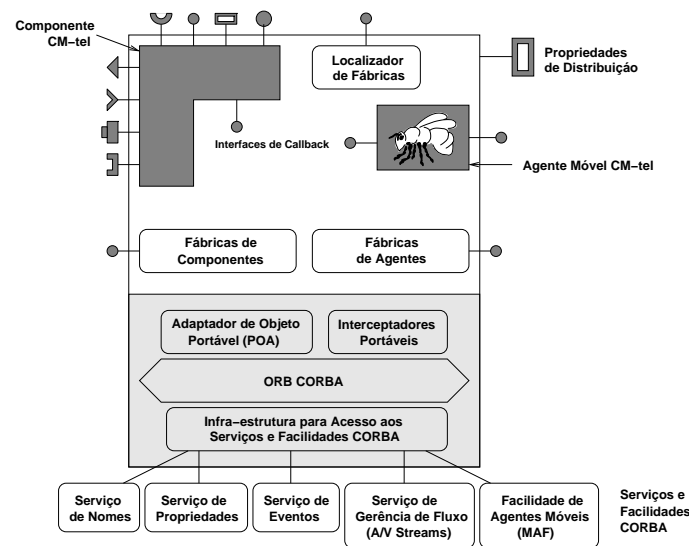 Componente
CM-tel
Localizador
de Fábricas
Propriedades
de Distribuição
Interfaces de Callback
Agente Móvel CM-tel
Fábricas de
Componentes
Fábricas
de Agentes
Adaptador de Objeto
Portável (POA)
Interceptadores
Portáveis
ORB CORBA
Infra-estrutura para Acesso aos
Serviços e Facilidades CORBA
Serviço
de Nomes
Serviço de
Propriedades
Serviço de
Eventos
Serviço de
Gerência de Fluxo
(A/V Streams)
Facilidade de
Agentes Móveis
(MAF)
Serviços e
Facilidades
CORBA